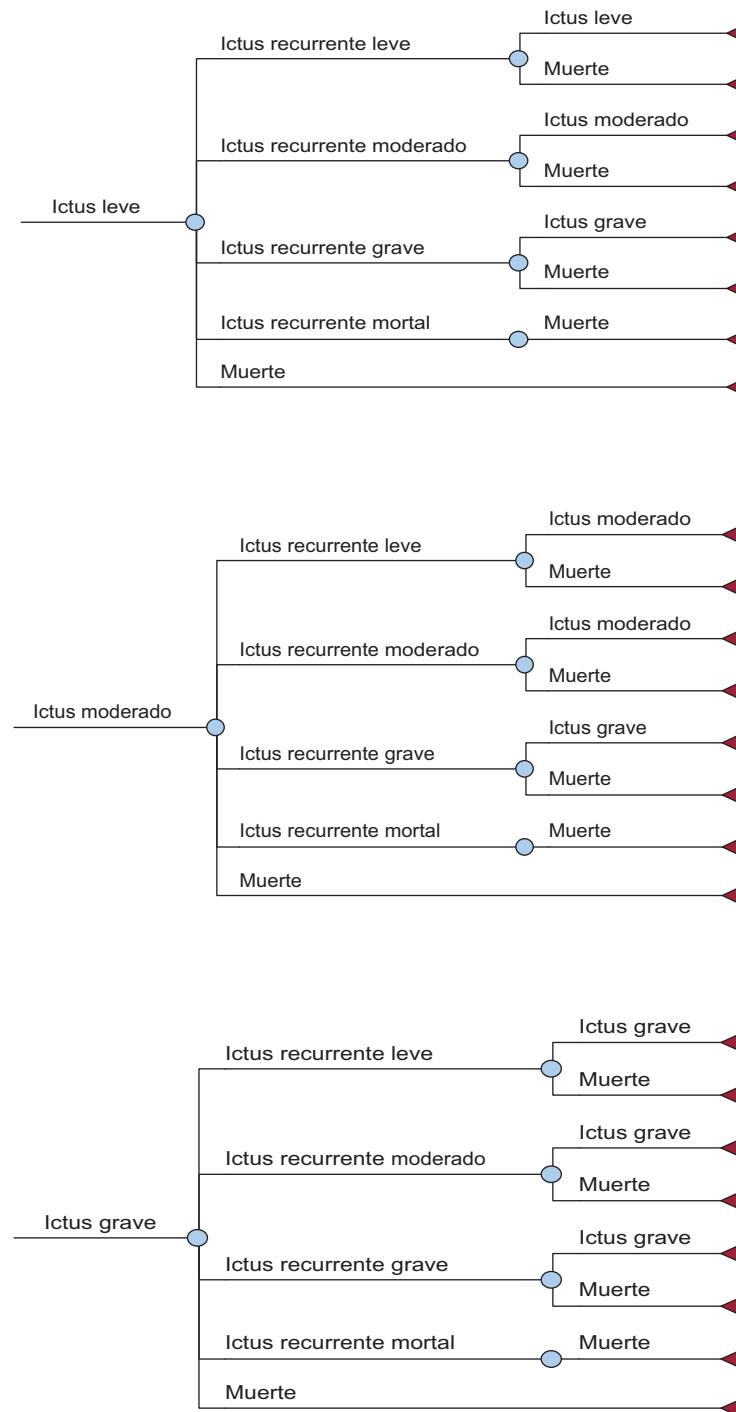 Ictus leve
Ictus recurrente leve
Muerte
Ictus moderado
Ictus recurrente moderado
Muerte
Ictus leve
Ictus grave
Ictus recurrente grave
Muerte
Ictus recurrente mortal
Muerte
Muerte
Ictus moderado
Ictus recurrente leve
Muerte
Ictus moderado
Ictus recurrente moderado
Muerte
Ictus moderado
Ictus grave
Ictus recurrente grave
Muerte
Ictus recurrente mortal
Muerte
Muerte
Ictus grave
Ictus recurrente leve
Muerte
Ictus grave
Ictus recurrente moderado
Muerte
Ictus grave
Ictus grave
Ictus recurrente grave
Muerte
Ictus recurrente mortal
Muerte
Muerte